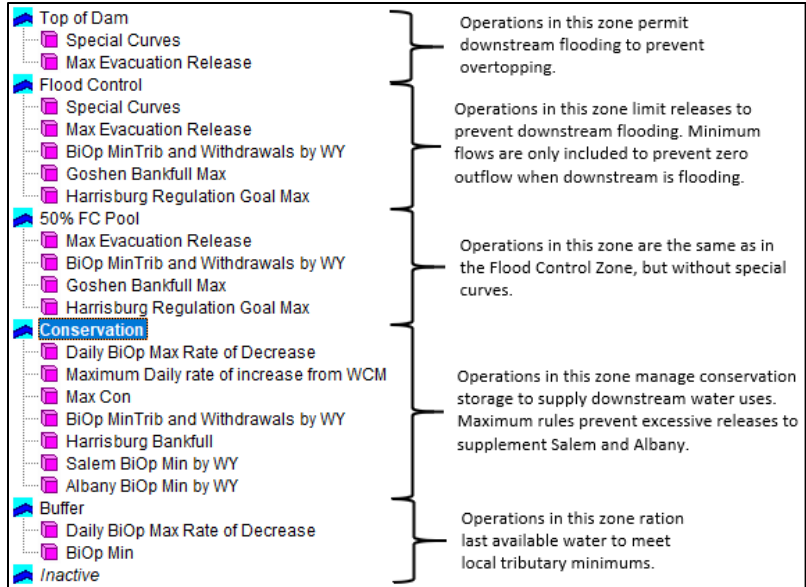 Top of Dam
Special Curves
Max Evacuation Release
Operations in this zone permit
downstream flooding to prevent
overtopping.
Flood Control
Special Curves
Max Evacuation Release
BiOp MinTrib and Withdrawals by WY
Goshen Bankfull Max
Harrisburg Regulation Goal Max
Operations in this zone limit releases to
prevent downstream flooding. Minimum
flows are only included to prevent zero
outflow when downstream is flooding.
50% FC Pool
Max Evacuation Release
BiOp MinTrib and Withdrawals by WY
Goshen Bankfull Max
Harrisburg Regulation Goal Max
Operations in this zone are the same as in
the Flood Control Zone, but without special
curves.
Conservation
Daily BiOp Max Rate of Decrease
Maximum Daily rate of increase from WCM
Max Con
BiOp MinTrib and Withdrawals by WY
Harrisburg Bankfull
Salem BiOp Min by WY
Albany BiOp Min by WY
Operations in this zone manage conservation
storage to supply downstream water uses.
Maximum rules prevent excessive releases to
supplement Salem and Albany.
Buffer
Daily BiOp Max Rate of Decrease
BiOp Min
Operations in this zone ration
last available water to meet
local tributary minimums.
Inactive